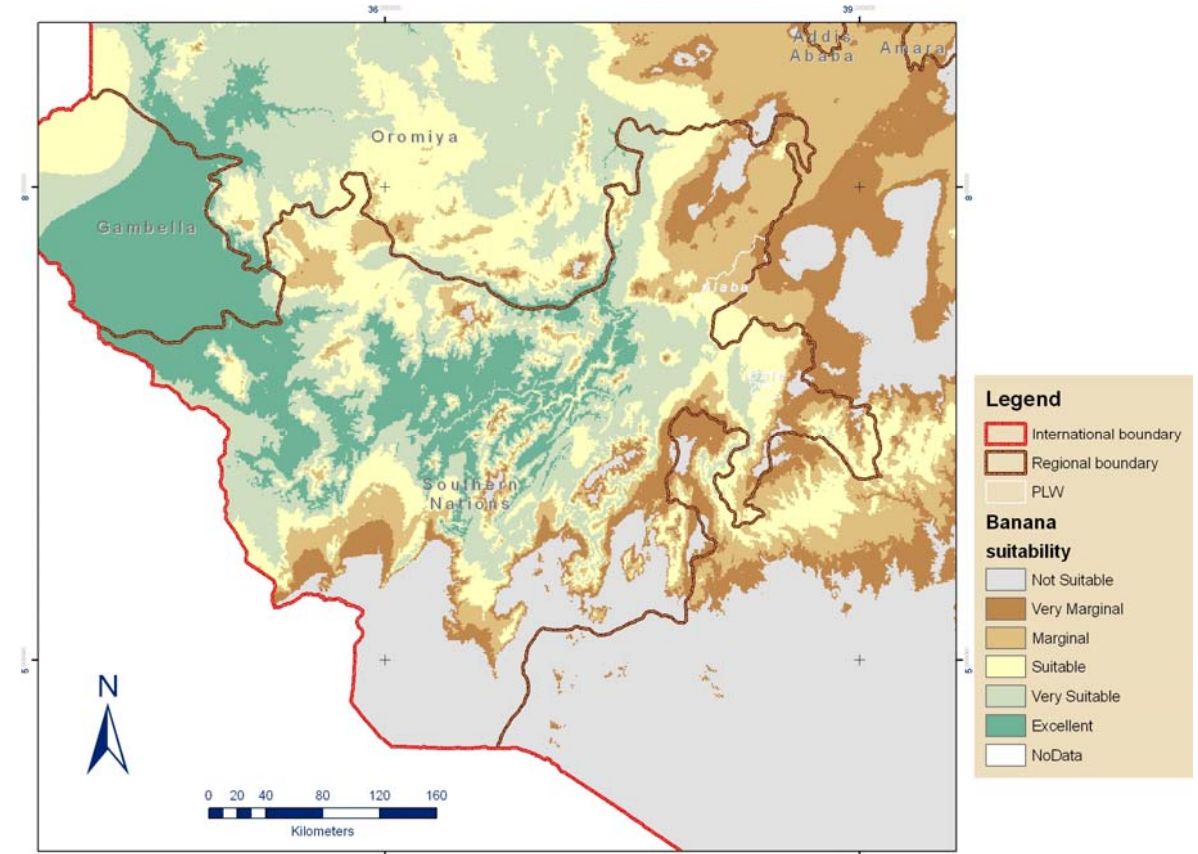 36
39
Addis
Ababa
Amara
Oromiya
8
8
Gambella
Alaba
Southern
Nations
5
5
N
0 20 40 80 120 160
Kilometers
Legend
International boundary
Regional boundary
PLW
Banana
suitability
Not Suitable
Very Marginal
Marginal
Suitable
Very Suitable
Excellent
NoData